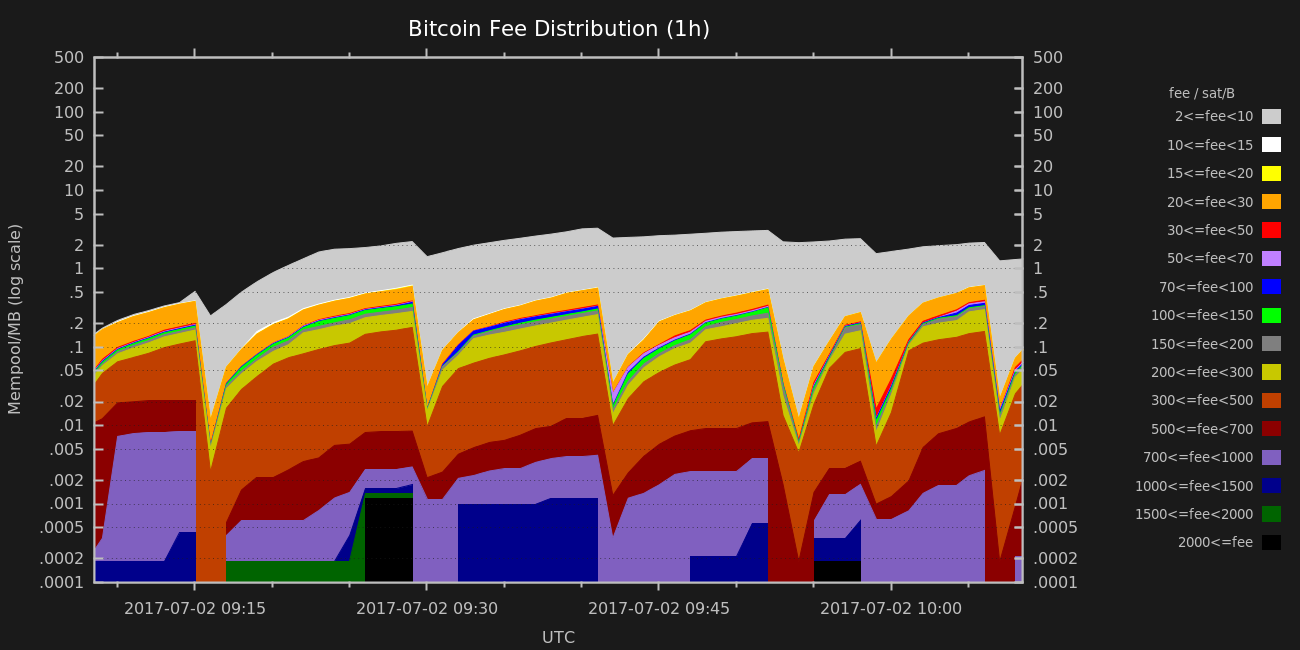 Bitcoin Fee Distribution (1h)
Mempool/MB (log scale)
500
200
100
50
20
10
5
2
1
.5
.2
.1
.05
.02
.01
.005
.002
.001
.0005
.0002
.0001
500
200
100
50
20
10
5
2
1
.5
.2
.1
.05
.02
.01
.005
.002
.001
.0005
.0002
.0001
2017-07-02 09:15
2017-07-02 09:30
2017-07-02 09:45
2017-07-02 10:00
UTC
fee / sat/B
2<=fee<10
10<=fee<15
15<=fee<20
20<=fee<30
30<=fee<50
50<=fee<70
70<=fee<100
100<=fee<150
150<=fee<200
200<=fee<300
300<=fee<500
500<=fee<700
700<=fee<1000
1000<=fee<1500
1500<=fee<2000
2000<=fee